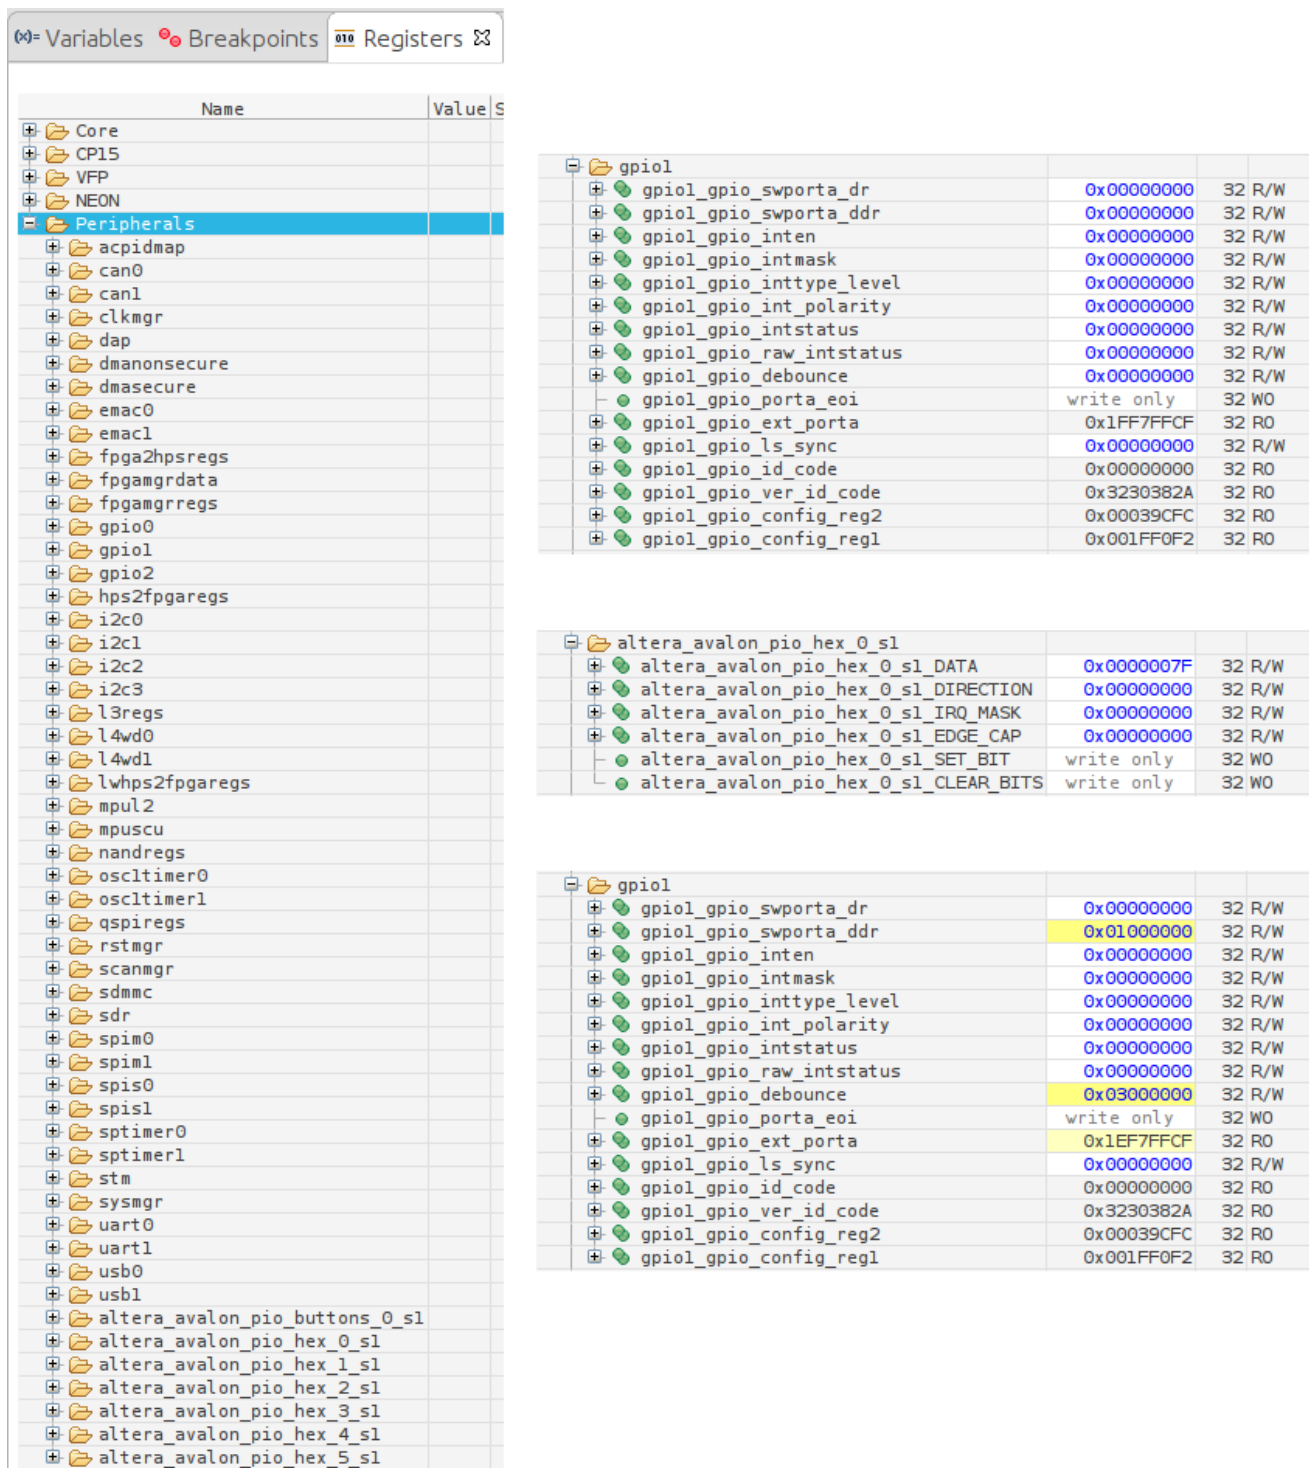 (x)= Variables Breakpoints 010 Registers
Name Value S
Core
CP15
VFP
NEON
Peripherals
acpidmap
can0
can1
clkmgr
dap
dmanonsecure
dmasecure
emac0
emac1
fpga2hpsregs
fpgamgrdata
fpgamgrregs
gpio0
gpio1
gpio2
hps2fpgaregs
i2c0
i2c1
i2c2
i2c3
l3regs
l4wd0
l4wd1
lwhps2fpgaregs
mpul2
mpuscu
nandregs
osc1timer0
osc1timer1
qspiregs
rstmgr
scanmgr
sdmmc
sdr
spim0
spim1
spis0
spis1
sptimer0
sptimer1
stm
sysmgr
uart0
uart1
usb0
usb1
altera_avalon_pio_buttons_0_s1
altera_avalon_pio_hex_0_s1
altera_avalon_pio_hex_1_s1
altera_avalon_pio_hex_2_s1
altera_avalon_pio_hex_3_s1
altera_avalon_pio_hex_4_s1
altera_avalon_pio_hex_5_s1
gpio1
gpio1_gpio_swporta_dr 0x00000000 32 R/W
gpio1_gpio_swporta_ddr 0x00000000 32 R/W
gpio1_gpio_inten 0x00000000 32 R/W
gpio1_gpio_intmask 0x00000000 32 R/W
gpio1_gpio_inttype_level 0x00000000 32 R/W
gpio1_gpio_int_polarity 0x00000000 32 R/W
gpio1_gpio_intstatus 0x00000000 32 R/W
gpio1_gpio_raw_intstatus 0x00000000 32 R/W
gpio1_gpio_debounce 0x00000000 32 R/W
gpio1_gpio_porta_eoi write only 32 WO
gpio1_gpio_ext_porta 0x1FF7FFCF 32 RO
gpio1_gpio_ls_sync 0x00000000 32 R/W
gpio1_gpio_id_code 0x00000000 32 RO
gpio1_gpio_ver_id_code 0x3230382A 32 RO
gpio1_gpio_config_reg2 0x00039CFC 32 RO
gpio1_gpio_config_reg1 0x001FF0F2 32 RO
altera_avalon_pio_hex_0_s1
altera_avalon_pio_hex_0_s1_DATA 0x0000007F 32 R/W
altera_avalon_pio_hex_0_s1_DIRECTION 0x00000000 32 R/W
altera_avalon_pio_hex_0_s1_IRQ_MASK 0x00000000 32 R/W
altera_avalon_pio_hex_0_s1_EDGE_CAP 0x00000000 32 R/W
altera_avalon_pio_hex_0_s1_SET_BIT write only 32 WO
altera_avalon_pio_hex_0_s1_CLEAR_BITS write only 32 WO
gpio1
gpio1_gpio_swporta_dr 0x00000000 32 R/W
gpio1_gpio_swporta_ddr 0x01000000 32 R/W
gpio1_gpio_inten 0x00000000 32 R/W
gpio1_gpio_intmask 0x00000000 32 R/W
gpio1_gpio_inttype_level 0x00000000 32 R/W
gpio1_gpio_int_polarity 0x00000000 32 R/W
gpio1_gpio_intstatus 0x00000000 32 R/W
gpio1_gpio_raw_intstatus 0x00000000 32 R/W
gpio1_gpio_debounce 0x03000000 32 R/W
gpio1_gpio_porta_eoi write only 32 WO
gpio1_gpio_ext_porta 0x1EF7FFCF 32 RO
gpio1_gpio_ls_sync 0x00000000 32 R/W
gpio1_gpio_id_code 0x00000000 32 RO
gpio1_gpio_ver_id_code 0x3230382A 32 RO
gpio1_gpio_config_reg2 0x00039CFC 32 RO
gpio1_gpio_config_reg1 0x001FF0F2 32 RO